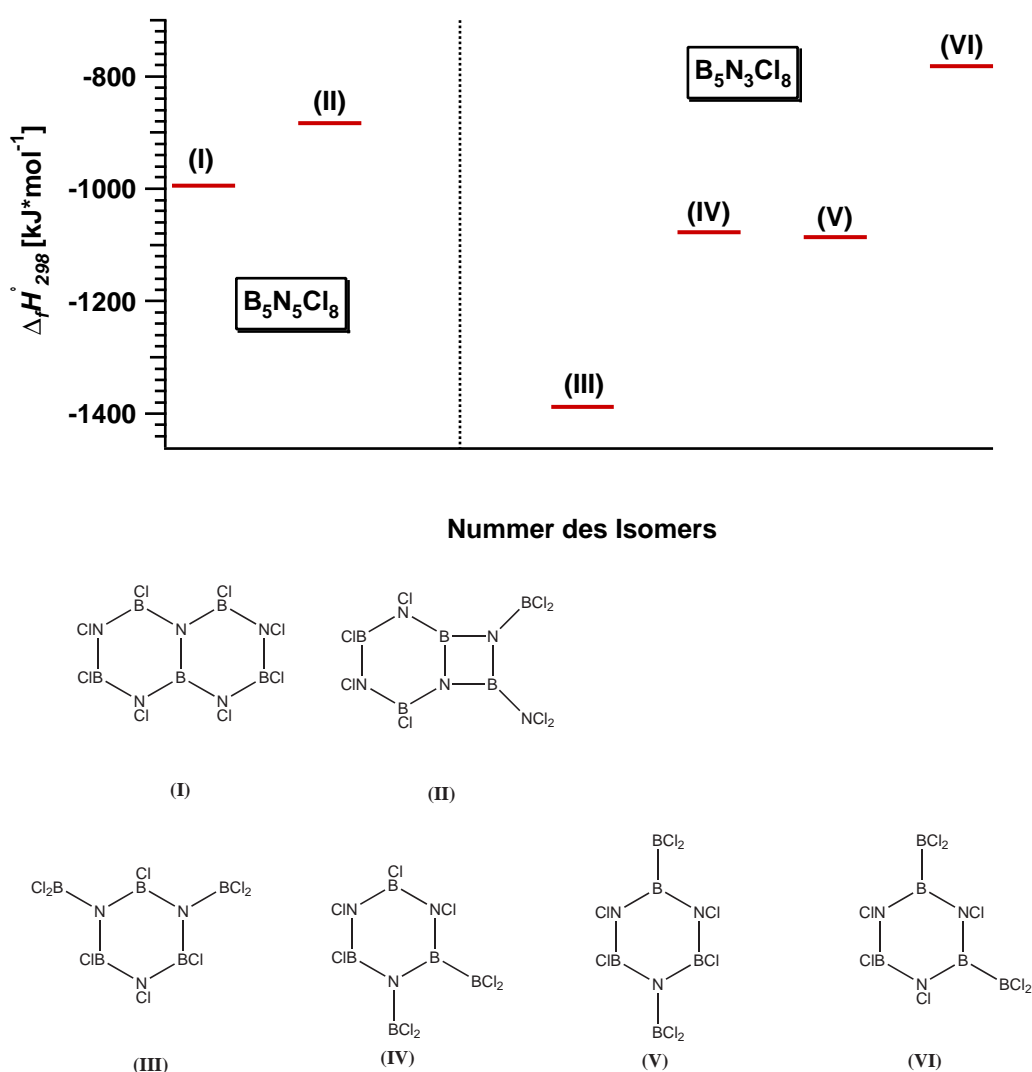 (VI)
B5N3Cl8
-800
(II)
(I)
-1000
(IV)
(V)
ΔfH°298 [kJ*mol-1]
B5N5Cl8
-1200
(III)
-1400
Nummer des Isomers
Cl Cl
B B
ClN N NCl
ClB B BCl
N N
Cl Cl
(I)
Cl BCl2
N
ClB B N
ClN N B
B
Cl NCl2
(II)
Cl
Cl2B B BCl2
N N
ClB BCl
N
Cl
(III)
Cl
B
ClN NCl
ClB B
N BCl2
BCl2
(IV)
BCl2
B
ClN NCl
ClB BCl
N
BCl2
(V)
BCl2
B
ClN NCl
ClB B
N BCl2
Cl
(VI)